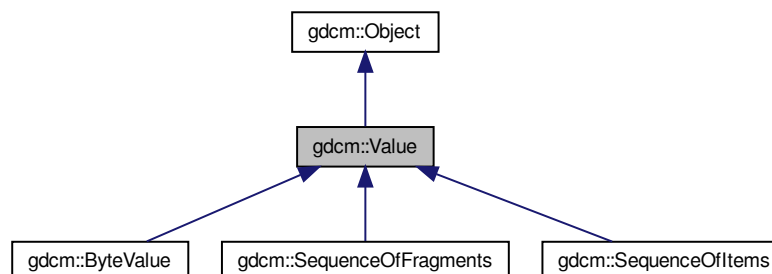 gdcm::Object
gdcm::Value
gdcm::ByteValue
gdcm::SequenceOfFragments
gdcm::SequenceOfItems